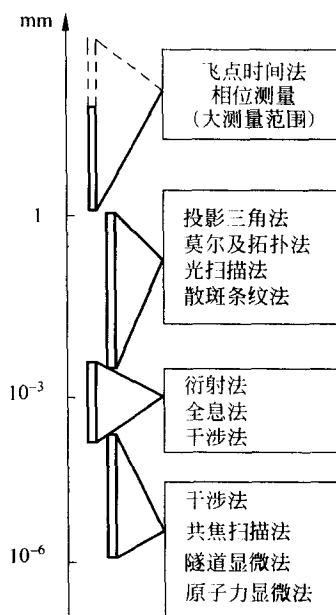 mm
飞点时间法
相位测量
(大测量范围)
1
投影三角法
莫尔及拓扑法
光扫描法
散斑条纹法
10⁻³
衍射法
全息法
干涉法
干涉法
共焦扫描法
隧道显微法
原子力显微法
10⁻⁶